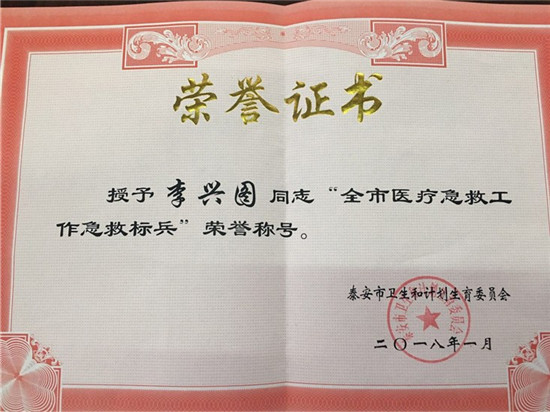 荣誉证书
授予 李兴图 同志“全市医疗急救工
作急救标兵”荣誉称号。
泰安市卫生和计划生育委员会
二〇一八年一月